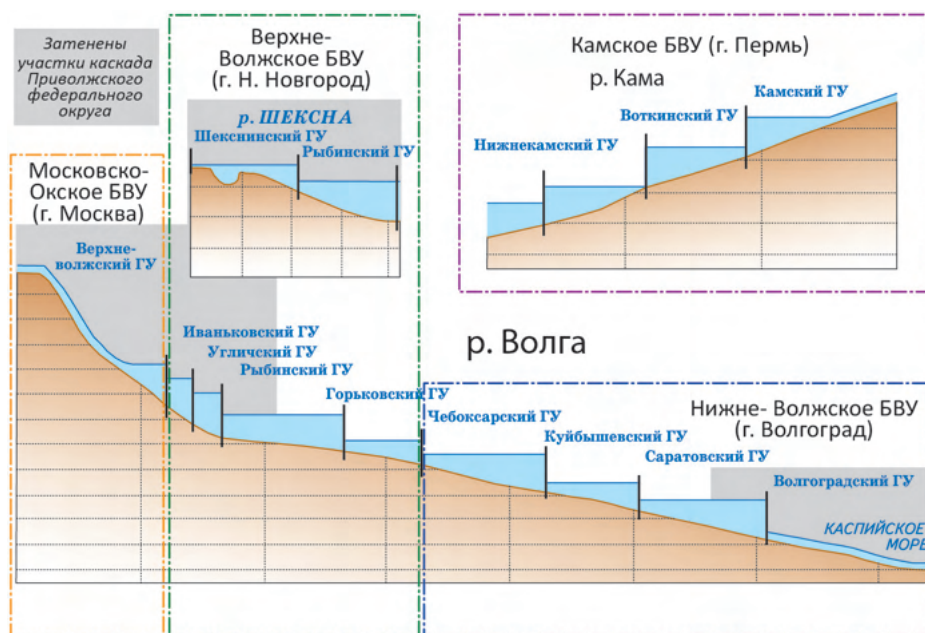 Затенены
участки каскада
Приволжского
федерального
округа
Верхне-
Волжское БВУ
(г. Н. Новгород)
р. ШЕКСНА
Шекснинский ГУ
Рыбинский ГУ
Камское БВУ (г. Пермь)
р. Кама
Камский ГУ
Воткинский ГУ
Нижнекамский ГУ
Московско-
Окское БВУ
(г. Москва)
Верхне-
волжский ГУ
Иваньковский ГУ
Угличский ГУ
Рыбинский ГУ
Горьковский ГУ
р. Волга
Нижне- Волжское БВУ
(г. Волгоград)
Чебоксарский ГУ
Куйбышевский ГУ
Саратовский ГУ
Волгоградский ГУ
КАСПИЙСКОЕ
МОРЕ